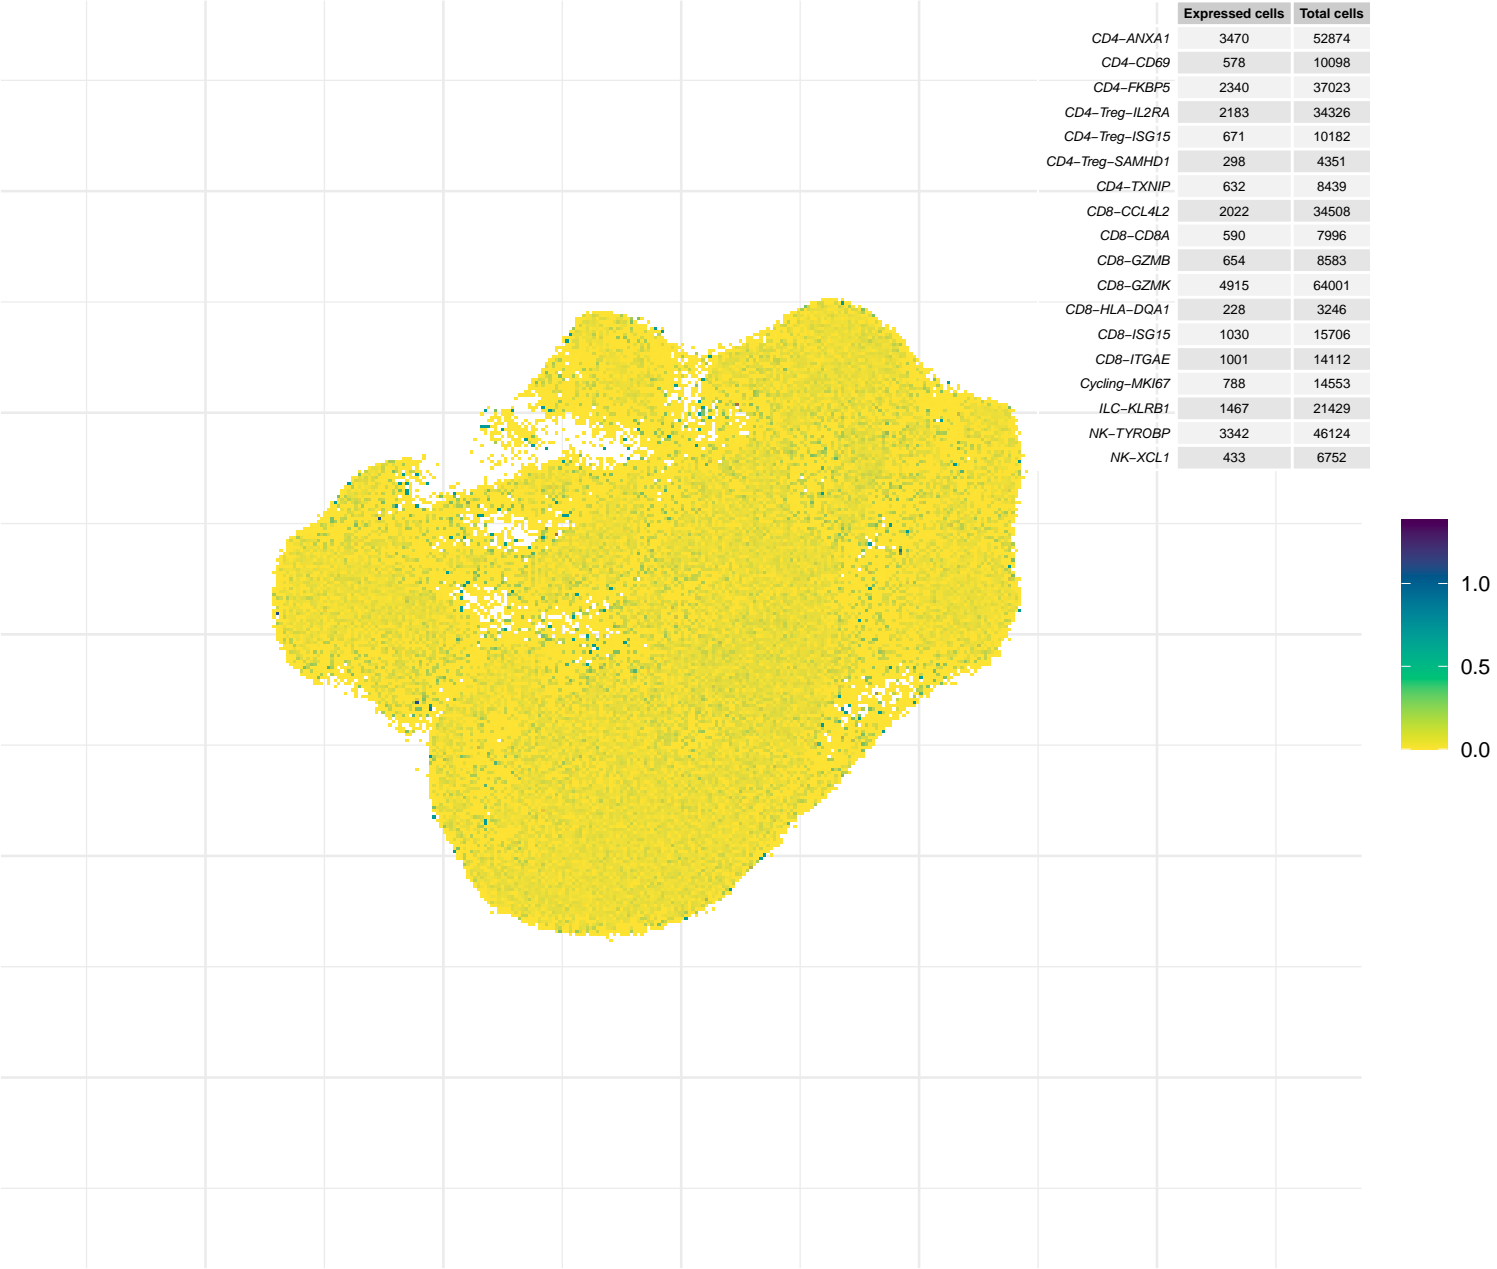 Expressed cells Total cells
CD4−ANXA1 3470 52874
CD4−CD69 578 10098
CD4−FKBP5 2340 37023
CD4−Treg−IL2RA 2183 34326
CD4−Treg−ISG15 671 10182
CD4−Treg−SAMHD1 298 4351
CD4−TXNIP 632 8439
CD8−CCL4L2 2022 34508
CD8−CD8A 590 7996
CD8−GZMB 654 8583
CD8−GZMK 4915 64001
CD8−HLA−DQA1 228 3246
CD8−ISG15 1030 15706
CD8−ITGAE 1001 14112
Cycling−MKI67 788 14553
ILC−KLRB1 1467 21429
NK−TYROBP 3342 46124
NK−XCL1 433 6752
1.0
0.5
0.0